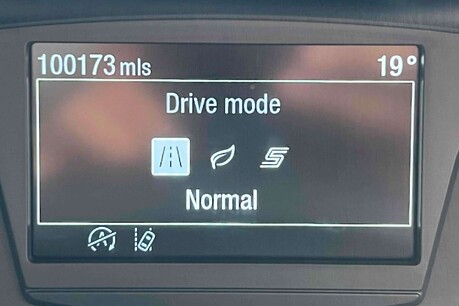 100173 mls 19°
Drive mode
Normal